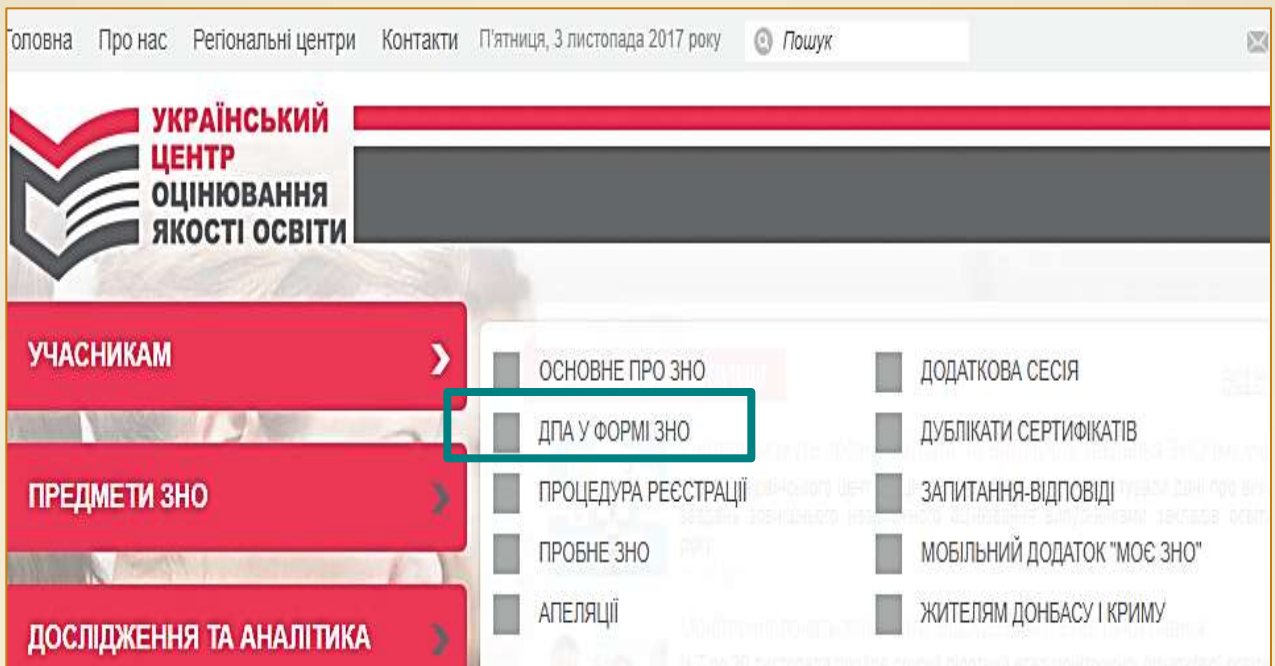 Головна Про нас Регіональні центри Контакти П'ятниця, 3 листопада 2017 року Пошук
УКРАЇНСЬКИЙ
ЦЕНТР
ОЦІНЮВАННЯ
ЯКОСТІ ОСВІТИ
УЧАСНИКАМ
ПРЕДМЕТИ ЗНО
ДОСЛІДЖЕННЯ ТА АНАЛІТИКА
ОСНОВНЕ ПРО ЗНО
ДПА У ФОРМІ ЗНО
ПРОЦЕДУРА РЕЄСТРАЦІЇ
ПРОБНЕ ЗНО
АПЕЛЯЦІЇ
ДОДАТКОВА СЕСІЯ
ДУБЛІКАТИ СЕРТИФІКАТІВ
ЗАПИТАННЯ-ВІДПОВІДІ
МОБІЛЬНИЙ ДОДАТОК "МОЄ ЗНО"
ЖИТЕЛЯМ ДОНБАСУ І КРИМУ